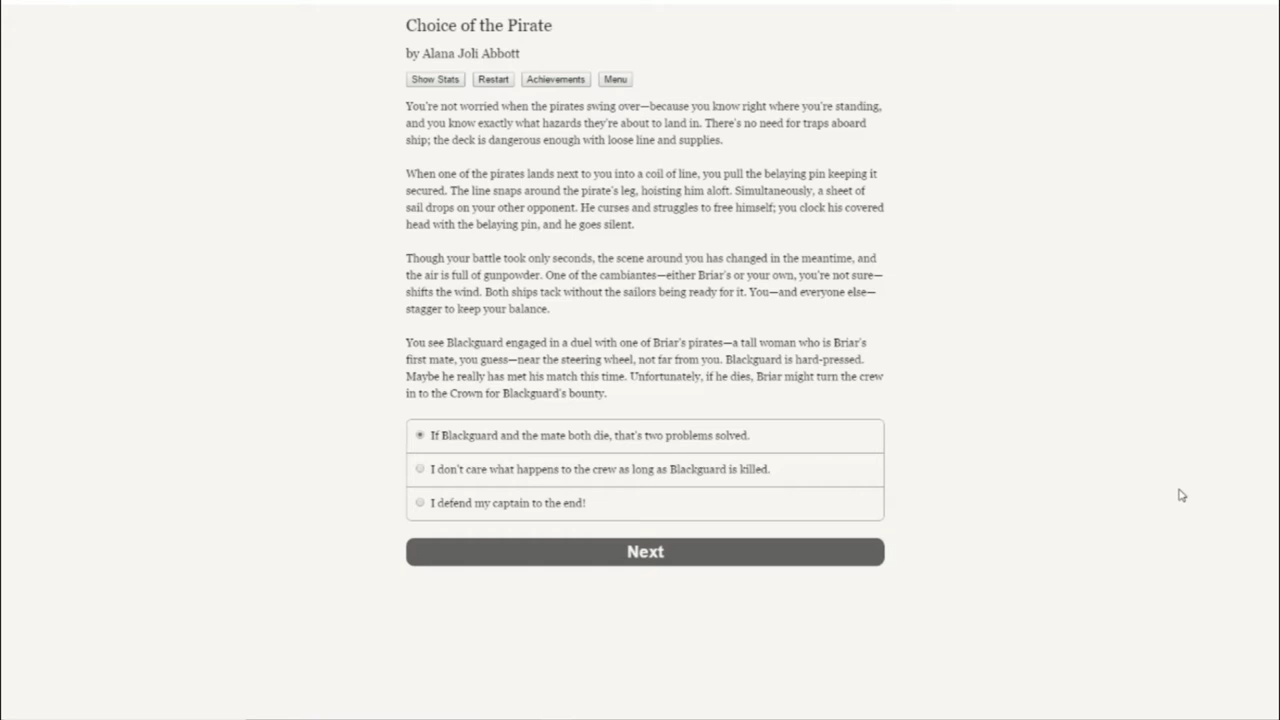 Choice of the Pirate
by Alana Joli Abbott
Show Stats Restart Achievements Menu
You're not worried when the pirates swing over—because you know right where you're standing,
and you know exactly what hazards they're about to land in. There's no need for traps aboard
ship; the deck is dangerous enough with loose line and supplies.
When one of the pirates lands next to you into a coil of line, you pull the belaying pin keeping it
secured. The line snaps around the pirate's leg, hoisting him aloft. Simultaneously, a sheet of
sail drops on your other opponent. He curses and struggles to free himself; you clock his covered
head with the belaying pin, and he goes silent.
Though your battle took only seconds, the scene around you has changed in the meantime, and
the air is full of gunpowder. One of the cambiantes—either Briar's or your own, you're not sure—
shifts the wind. Both ships tack without the sailors being ready for it. You—and everyone else—
stagger to keep your balance.
You see Blackguard engaged in a duel with one of Briar's pirates—a tall woman who is Briar's
first mate, you guess—near the steering wheel, not far from you. Blackguard is hard-pressed.
Maybe he really has met his match this time. Unfortunately, if he dies, Briar might turn the crew
in to the Crown for Blackguard's bounty.
If Blackguard and the mate both die, that's two problems solved.
I don't care what happens to the crew as long as Blackguard is killed.
I defend my captain to the end!
Next